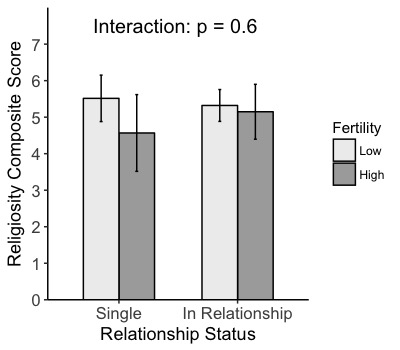 Interaction: p = 0.6
Religiosity Composite Score
7
6
5
4
3
2
1
0
Single
In Relationship
Relationship Status
Fertility
Low
High